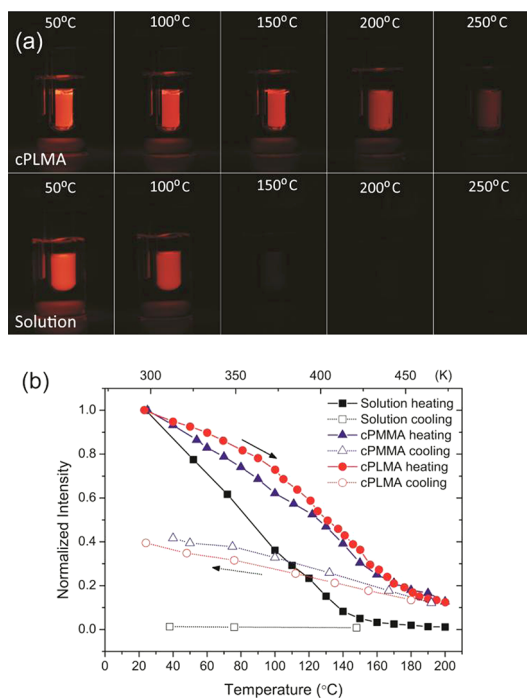 (a)
50°C 100°C 150°C 200°C 250°C
cPLMA
50°C 100°C 150°C 200°C 250°C
Solution
(b)
300 350 400 450 (K)
Solution heating
Solution cooling
cPMMA heating
cPMMA cooling
cPLMA heating
cPLMA cooling
1.0
0.8
0.6
0.4
0.2
0.0
Normalized Intensity
20 40 60 80 100 120 140 160 180 200
Temperature (°C)